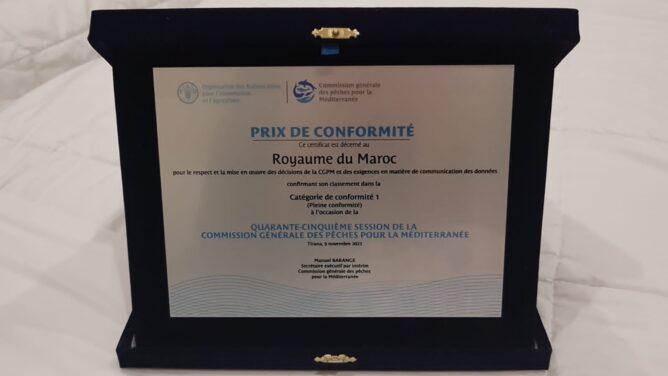 Organisation des Nations Unies
pour l'alimentation
et l'agriculture
Commission générale
des pêches pour la
Méditerranée
PRIX DE CONFORMITÉ
Ce certificat est décerné au
Royaume du Maroc
pour le respect et la mise en œuvre des décisions de la CGPM et des exigences en matière de communication des données
confirmant son classement dans la
Catégorie de conformité 1
(Pleine conformité)
à l'occasion de la
QUARANTE-CINQUIÈME SESSION DE LA
COMMISSION GÉNÉRALE DES PÊCHES POUR LA MÉDITERRANÉE
Tirana, 9 novembre
Manuel BARANGE
Secrétaire exécutif par intérim
Commission générale des pêches
pour la Méditerranée